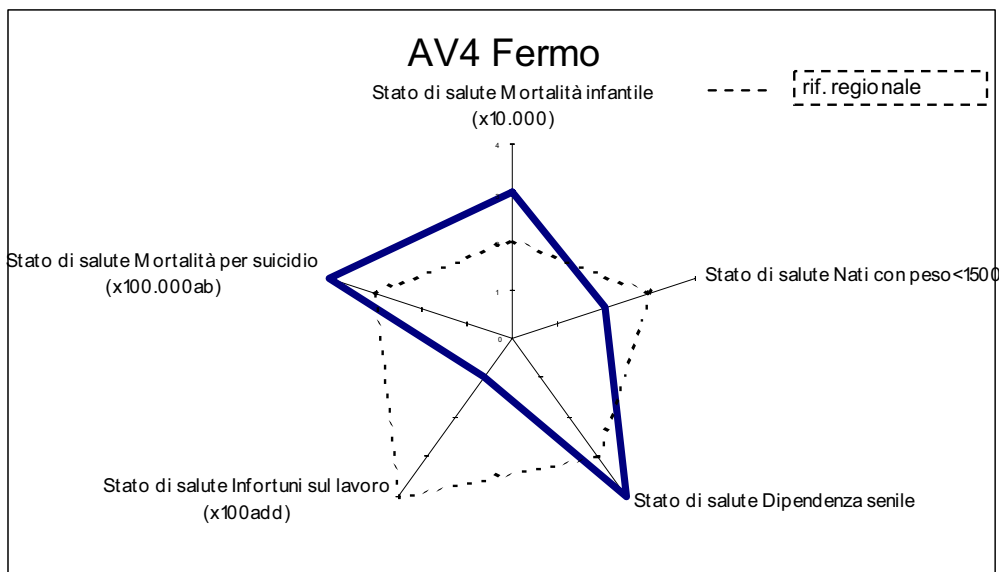 AV4 Fermo
Stato di salute Mortalità infantile
(x10.000)
rif. regionale
4
Stato di salute Mortalità per suicidio
(x100.000ab)
Stato di salute Nati con peso<1500
1
0
Stato di salute Infortuni sul lavoro
(x100add)
Stato di salute Dipendenza senile